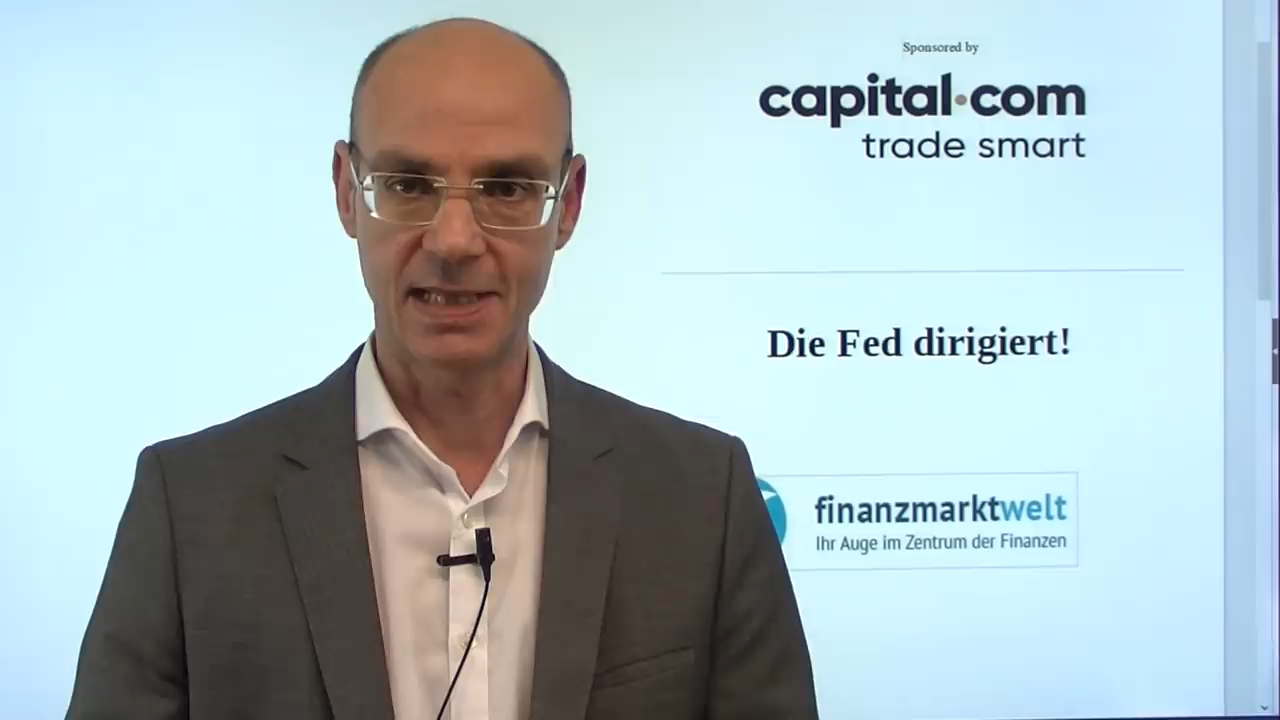 Sponsored by
capital.com
trade smart
Die Fed dirigiert!
finanzmarktwelt
Ihr Auge im Zentrum der Finanzen